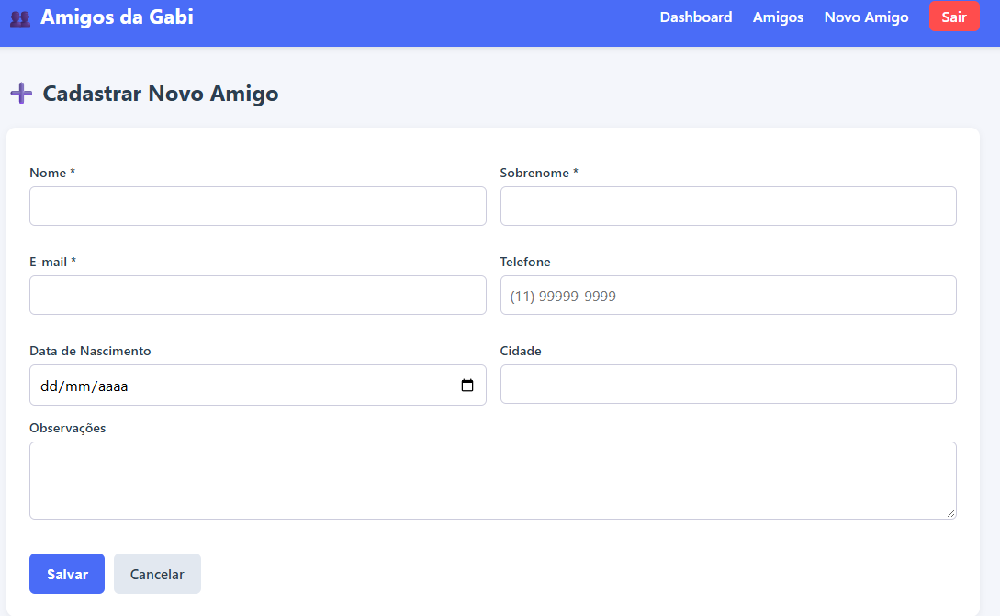 Amigos da Gabi Dashboard Amigos Novo Amigo Sair
Cadastrar Novo Amigo
Nome * Sobrenome *
E-mail * Telefone
(11) 99999-9999
Data de Nascimento Cidade
dd/mm/aaaa
Observações
Salvar Cancelar